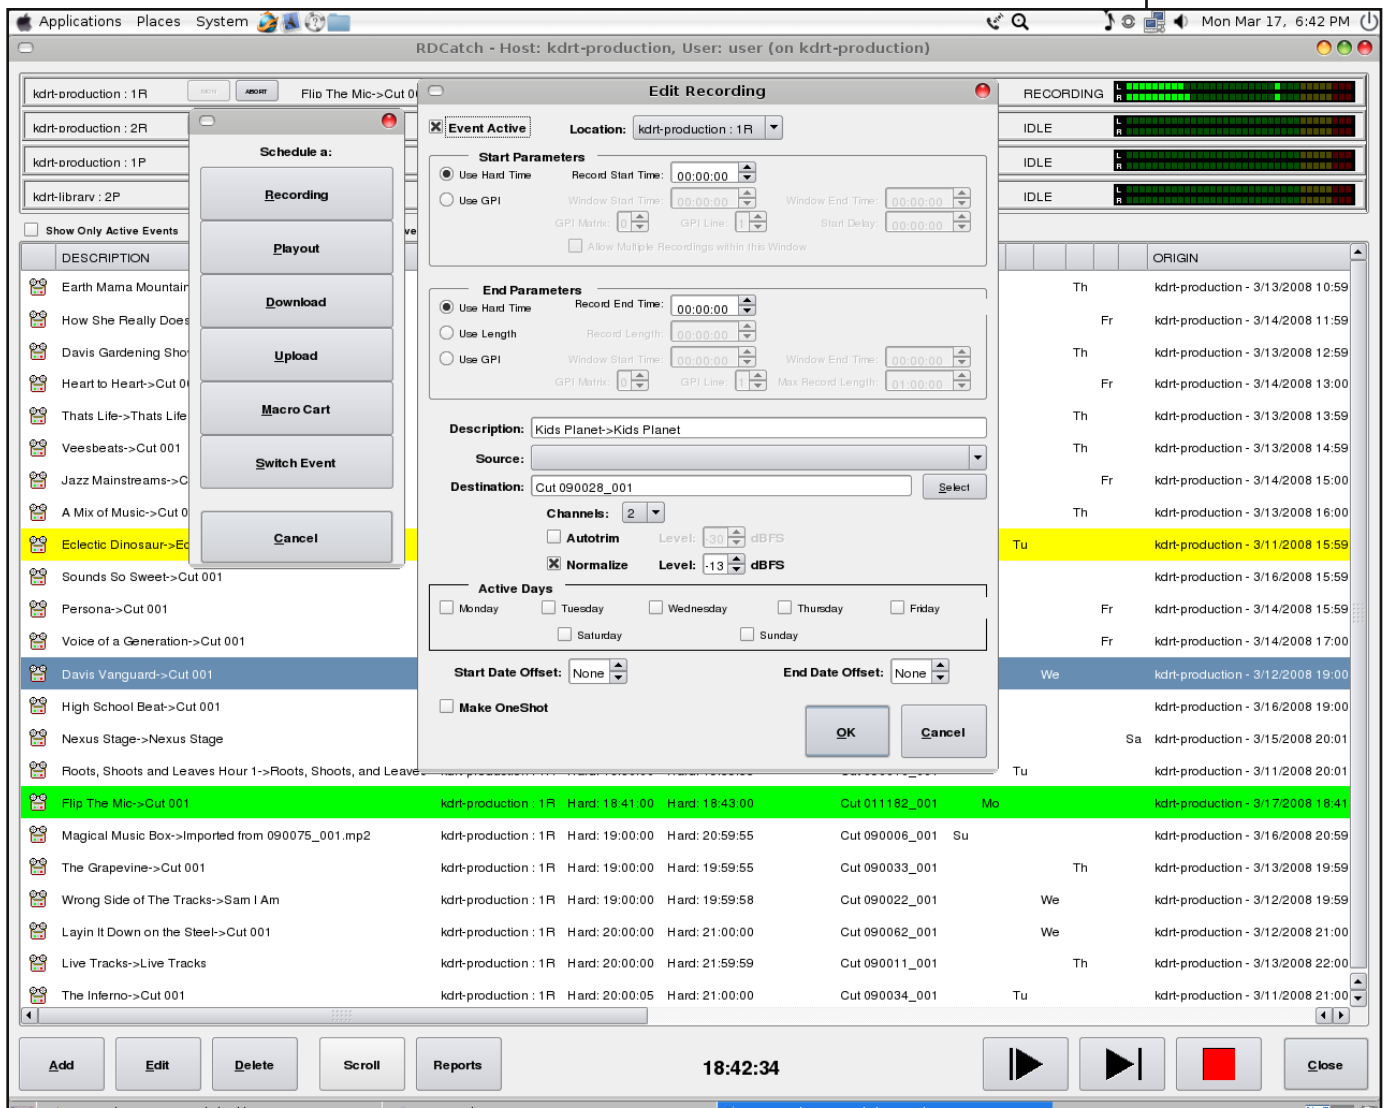 Applications Places System Mon Mar 17, 6:42 PM
RDCatch - Host: kdrt-production, User: user (on kdrt-production)
kdrt-production : 1R ABORT Flip The Mic->Cut 0 RECORDING L R
kdrt-production : 2R IDLE L R
kdrt-production : 1P IDLE L R
kdrt-library : 2P IDLE L R
Show Only Active Events ve
DESCRIPTION ORIGIN
Earth Mama Mountain Th kdrt-production - 3/13/2008 10:59
How She Really Does Fr kdrt-production - 3/14/2008 11:59
Davis Gardening Sho Th kdrt-production - 3/13/2008 12:59
Heart to Heart->Cut 0 Fr kdrt-production - 3/14/2008 13:00
Thats Life->Thats Life Th kdrt-production - 3/13/2008 13:59
Veesbeats->Cut 001 Th kdrt-production - 3/13/2008 14:59
Jazz Mainstreams->C Fr kdrt-production - 3/14/2008 15:00
A Mix of Music->Cut 0 Th kdrt-production - 3/13/2008 16:00
Eclectic Dinosaur->Ec Tu kdrt-production - 3/11/2008 15:59
Sounds So Sweet->Cut 001 kdrt-production - 3/16/2008 15:59
Persona->Cut 001 Fr kdrt-production - 3/14/2008 15:59
Voice of a Generation->Cut 001 Fr kdrt-production - 3/14/2008 17:00
Davis Vanguard->Cut 001 We kdrt-production - 3/12/2008 19:00
High School Beat->Cut 001 kdrt-production - 3/16/2008 19:00
Nexus Stage->Nexus Stage Sa kdrt-production - 3/15/2008 20:01
Roots, Shoots and Leaves Hour 1->Roots, Shoots, and Leaves Tu kdrt-production - 3/11/2008 20:01
Flip The Mic->Cut 001 kdrt-production : 1R Hard: 18:41:00 Hard: 18:43:00 Cut 011182_001 Mo kdrt-production - 3/17/2008 18:41
Magical Music Box->Imported from 090075_001.mp2 kdrt-production : 1R Hard: 19:00:00 Hard: 20:59:55 Cut 090006_001 Su kdrt-production - 3/16/2008 20:59
The Grapevine->Cut 001 kdrt-production : 1R Hard: 19:00:00 Hard: 19:59:55 Cut 090033_001 Th kdrt-production - 3/13/2008 19:59
Wrong Side of The Tracks->Sam I Am kdrt-production : 1R Hard: 19:00:00 Hard: 19:59:58 Cut 090022_001 We kdrt-production - 3/12/2008 19:59
Layin It Down on the Steel->Cut 001 kdrt-production : 1R Hard: 20:00:00 Hard: 21:00:00 Cut 090062_001 We kdrt-production - 3/12/2008 21:00
Live Tracks->Live Tracks kdrt-production : 1R Hard: 20:00:00 Hard: 21:59:59 Cut 090011_001 Th kdrt-production - 3/13/2008 22:00
The Inferno->Cut 001 kdrt-production : 1R Hard: 20:00:05 Hard: 21:00:00 Cut 090034_001 Tu kdrt-production - 3/11/2008 21:00
Add Edit Delete Scroll Reports 18:42:34 Close
Schedule a:
Recording
Playout
Download
Upload
Macro Cart
Switch Event
Cancel
Edit Recording
Event Active Location: kdrt-production : 1R
Start Parameters
Use Hard Time Record Start Time: 00:00:00
Use GPI Window Start Time: 00:00:00 Window End Time: 00:00:00
GPI Matrix: 0 GPI Line: 1 Start Delay: 00:00:00
Allow Multiple Recordings within this Window
End Parameters
Use Hard Time Record End Time: 00:00:00
Use Length Record Length: 00:00:00
Use GPI Window Start Time: 00:00:00 Window End Time: 00:00:00
GPI Matrix: 0 GPI Line: 1 Max Record Length: 01:00:00
Description: Kids Planet->Kids Planet
Source:
Destination: Cut 090028_001 Select
Channels: 2
Autotrim Level: -30 dBFS
Normalize Level: -13 dBFS
Active Days
Monday Tuesday Wednesday Thursday Friday
Saturday Sunday
Start Date Offset: None End Date Offset: None
Make OneShot
OK Cancel